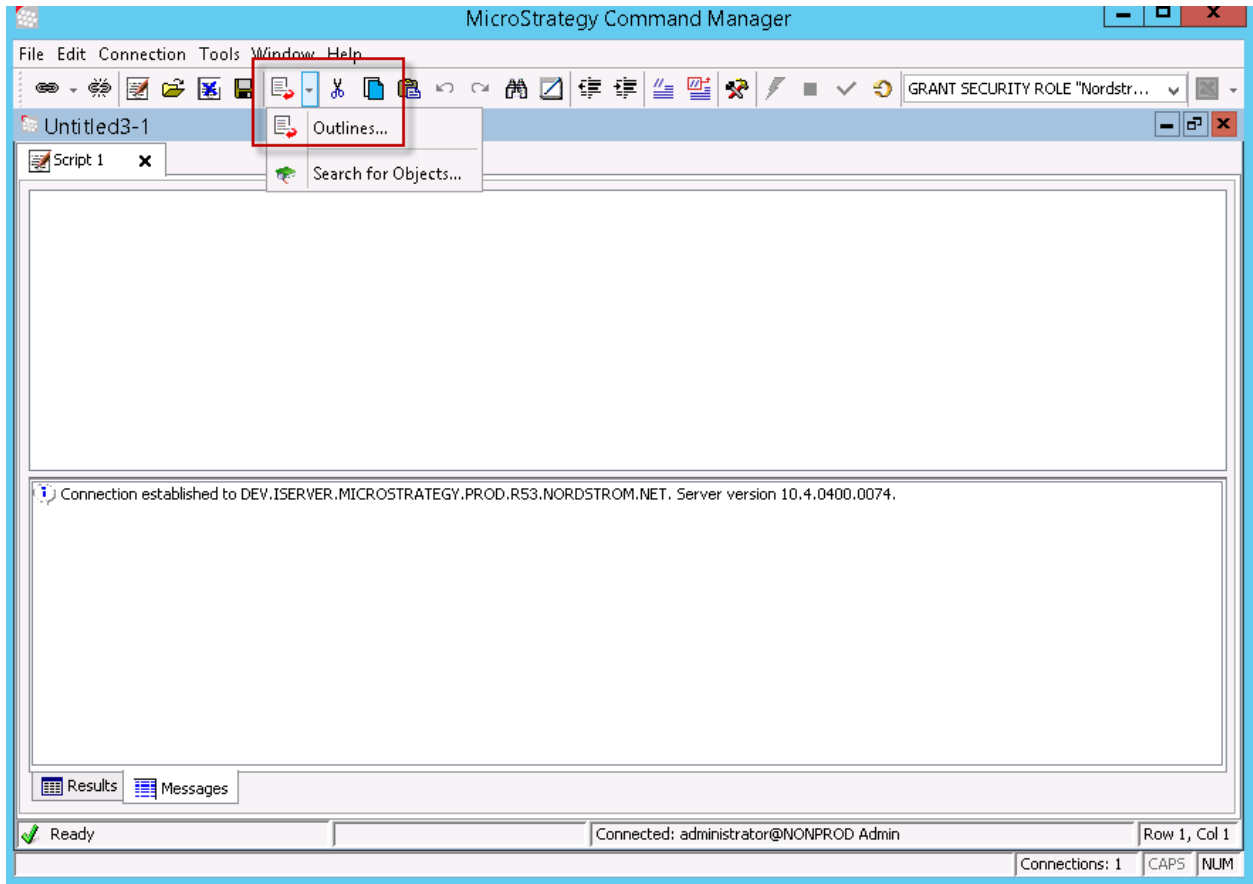 MicroStrategy Command Manager
File Edit Connection Tools Window Help
GRANT SECURITY ROLE "Nordstr...
Untitled3-1
Outlines...
Script 1
Search for Objects...
Connection established to DEV.ISERVER.MICROSTRATEGY.PROD.R53.NORDSTROM.NET. Server version 10.4.0400.0074.
Results Messages
Ready Connected: administrator@NONPROD Admin Row 1, Col 1
Connections: 1 CAPS NUM